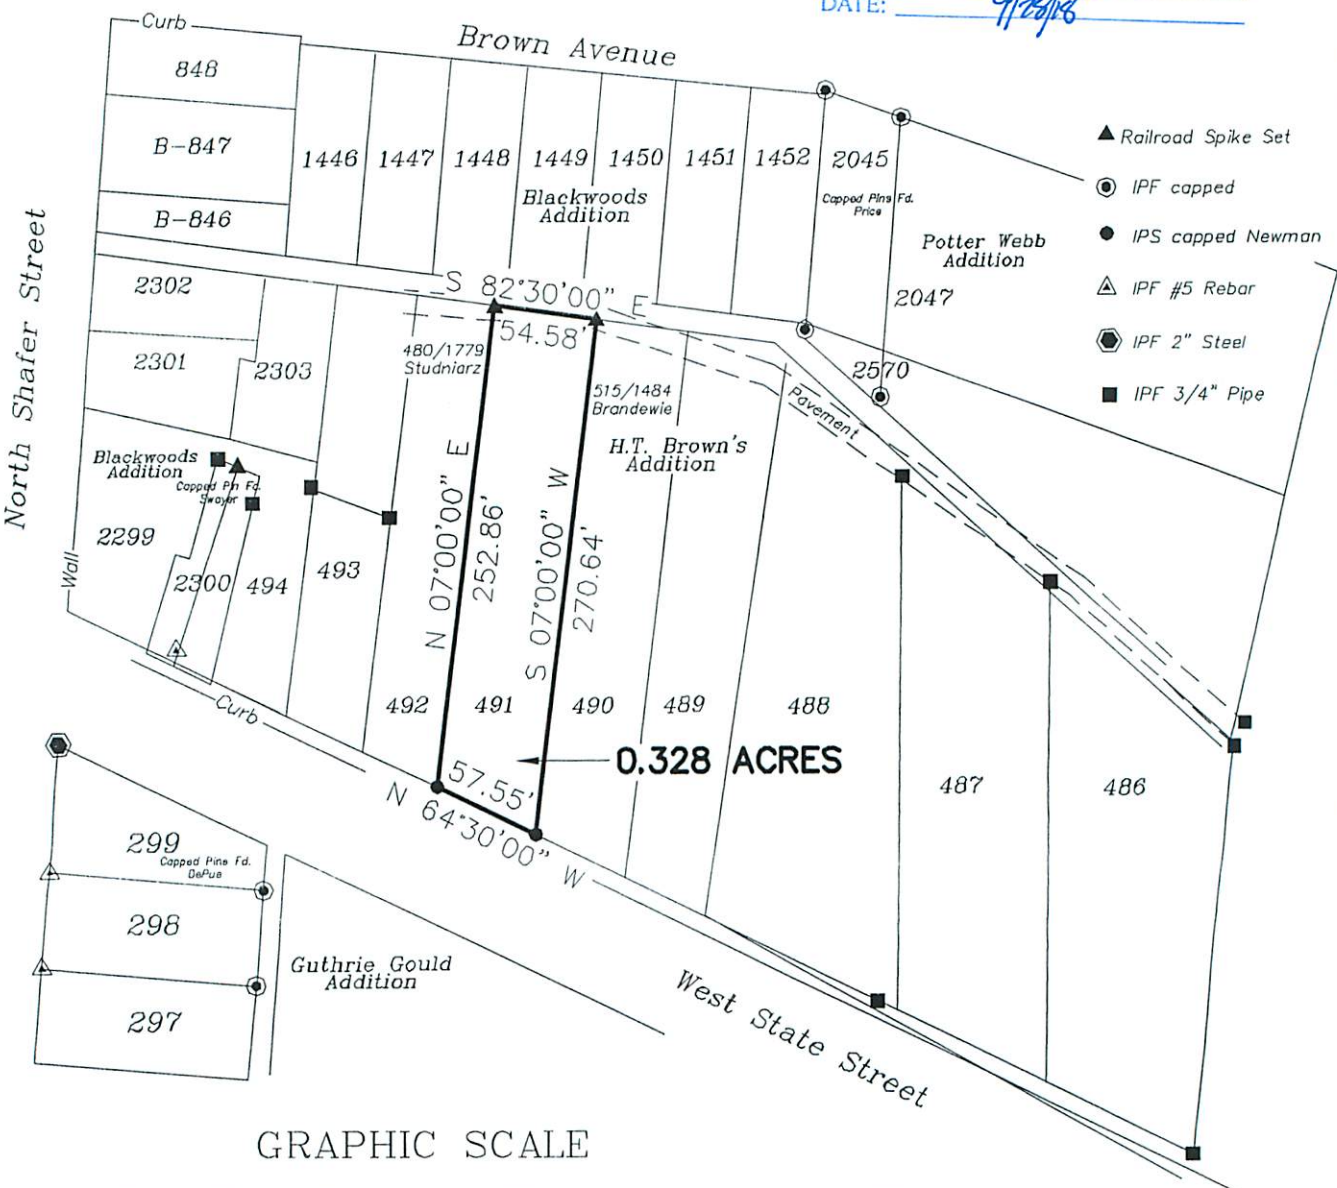 DATE: 9/28/18
Curb
Brown Avenue
848
B-847
B-846
1446
1447
1448
1449
1450
1451
1452
2045
Capped Pins Fd.
Price
Blackwoods
Addition
Potter Webb
Addition
2047
2570
▲ Railroad Spike Set
IPF capped
IPS capped Newman
IPF #5 Rebar
IPF 2" Steel
IPF 3/4" Pipe
North Shafer Street
2302
2301
2303
S 82°30'00" E
54.58'
480/1779
Studniarz
515/1484
Brandewie
Pavement
H.T. Brown's
Addition
Blackwoods
Addition
Capped Pin Fd.
Swoyer
2299
2300
494
493
Wall
Curb
N 07°00'00" E
252.86'
S 07°00'00" W
270.64'
492
491
490
489
488
487
486
0.328 ACRES
57.55'
N 64°30'00" W
299
Capped Pins Fd.
DePue
298
297
Guthrie Gould
Addition
West State Street
GRAPHIC SCALE